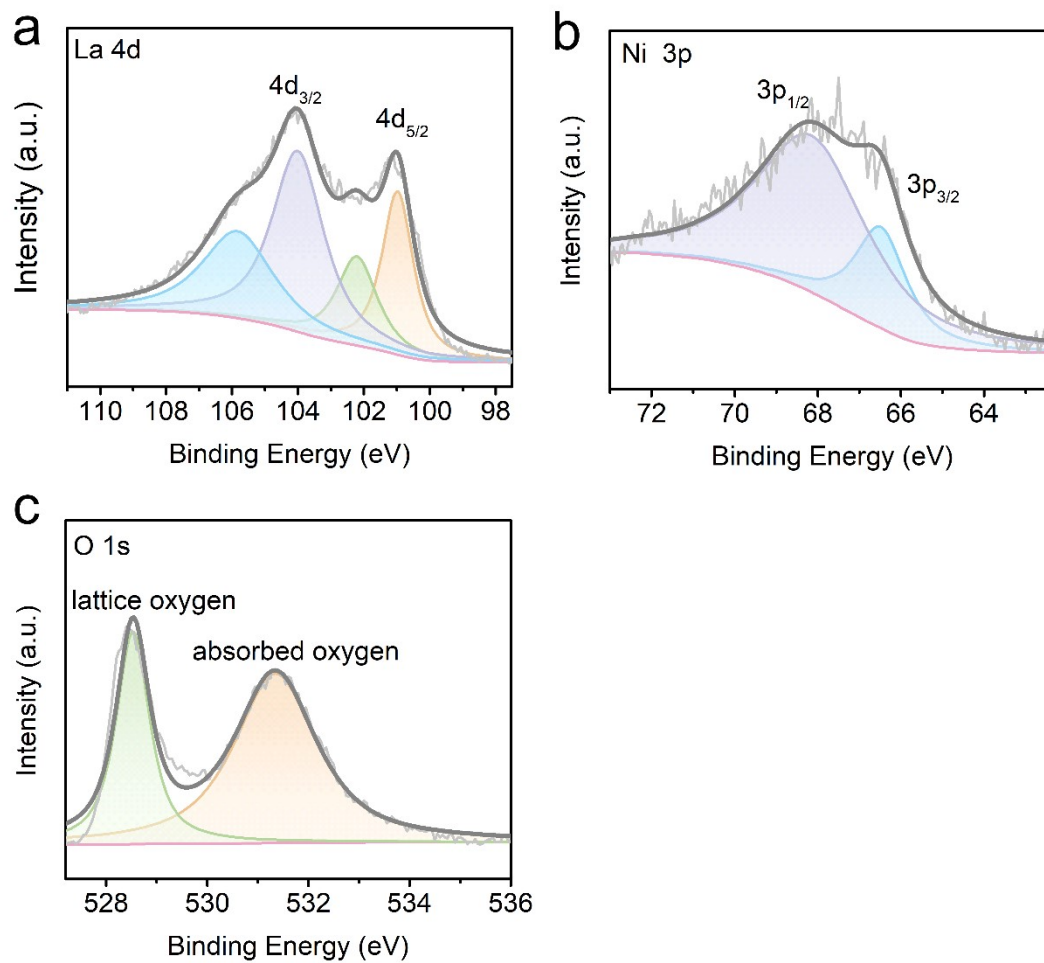 a
La 4d
4d3/2
4d5/2
Intensity (a.u.)
110 108 106 104 102 100 98
Binding Energy (eV)
b
Ni 3p
3p1/2
3p3/2
Intensity (a.u.)
72 70 68 66 64
Binding Energy (eV)
c
O 1s
lattice oxygen
absorbed oxygen
Intensity (a.u.)
528 530 532 534 536
Binding Energy (eV)